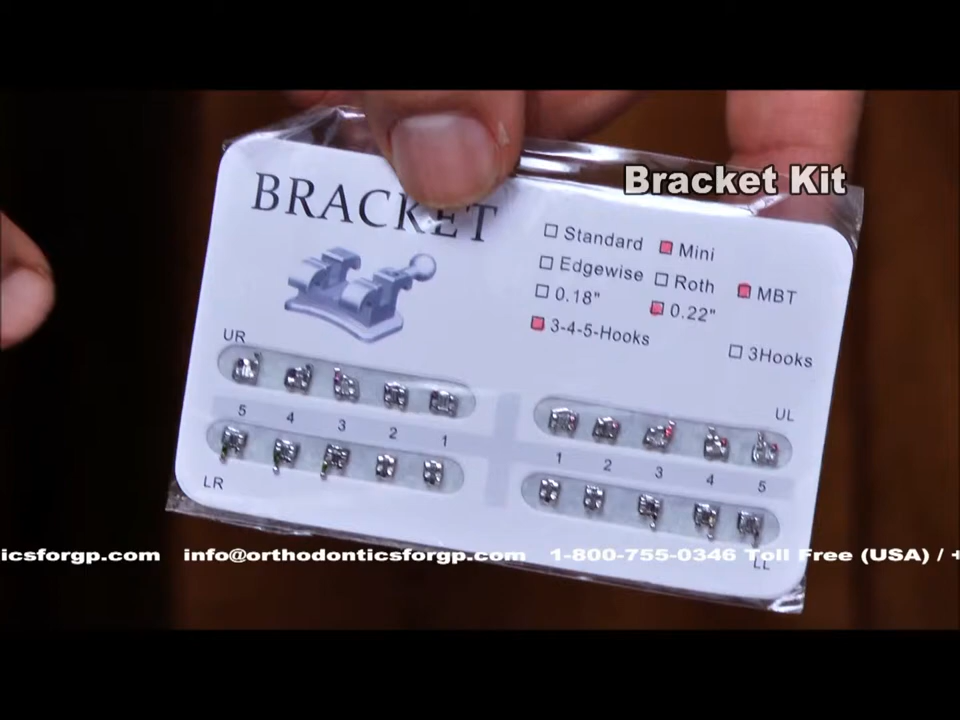 Bracket Kit
BRACKET
Standard Mini
Edgewise Roth MBT
0.18" 0.22"
3-4-5-Hooks 3Hooks
UR
UL
5 4 3 2 1
1 2 3 4 5
LR
LL
icsforgp.com info@orthodonticsforgp.com 1-800-755-0346 Toll Free (USA) / +